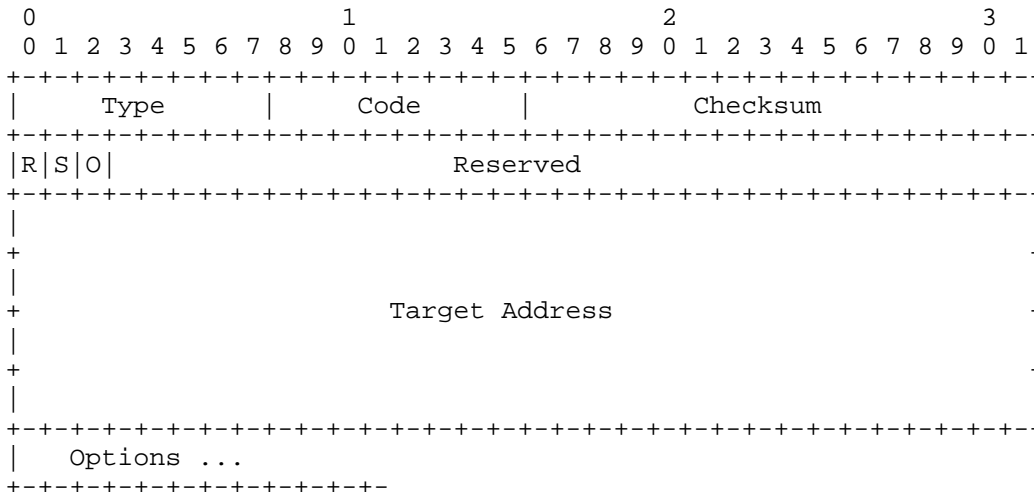 0                   1                   2                   3
 0 1 2 3 4 5 6 7 8 9 0 1 2 3 4 5 6 7 8 9 0 1 2 3 4 5 6 7 8 9 0 1
+-+-+-+-+-+-+-+-+-+-+-+-+-+-+-+-+-+-+-+-+-+-+-+-+-+-+-+-+-+-+-+-
|     Type      |     Code      |          Checksum
+-+-+-+-+-+-+-+-+-+-+-+-+-+-+-+-+-+-+-+-+-+-+-+-+-+-+-+-+-+-+-+-
|R|S|O|                     Reserved
+-+-+-+-+-+-+-+-+-+-+-+-+-+-+-+-+-+-+-+-+-+-+-+-+-+-+-+-+-+-+-+-
|
+                                                               -
|
+                       Target Address                          -
|
+                                                               -
|
+-+-+-+-+-+-+-+-+-+-+-+-+-+-+-+-+-+-+-+-+-+-+-+-+-+-+-+-+-+-+-+-
|   Options ...
+-+-+-+-+-+-+-+-+-+-+-+-